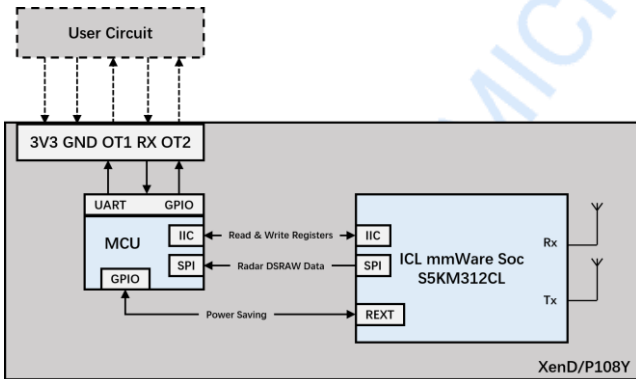 User Circuit
3V3 GND OT1 RX OT2
UART GPIO
MCU
IIC
SPI
GPIO
Read & Write Registers
Radar DSRAW Data
Power Saving
IIC
SPI
REXT
ICL mmWare Soc
S5KM312CL
Rx
Tx
XenD/P108Y
MIC